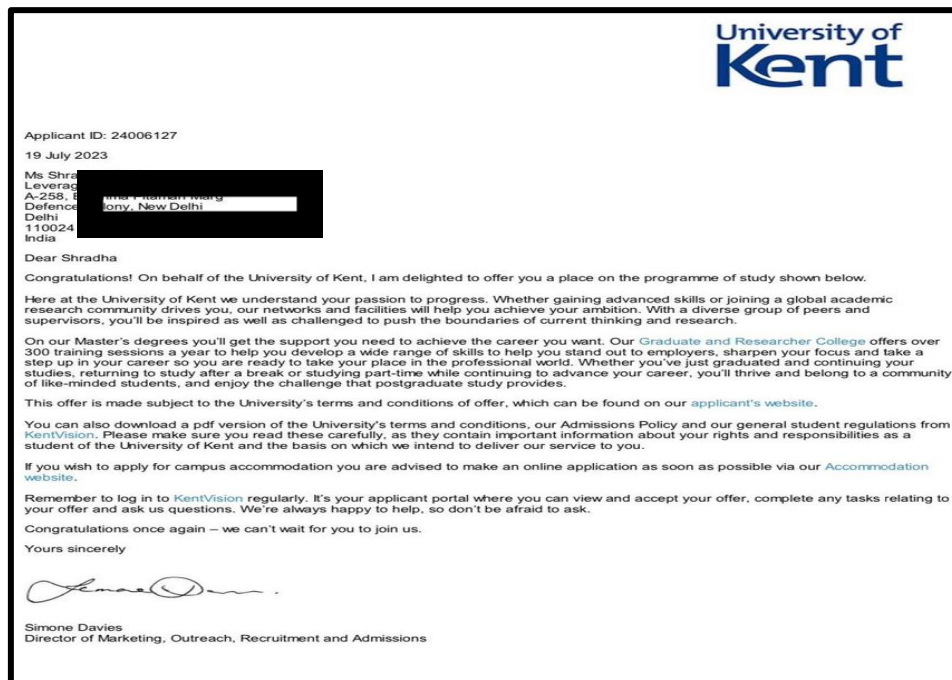 University of
Kent
Applicant ID: 24006127
19 July 2023
Ms Shra
Leverag
A-258,
Defence lony, New Delhi
Delhi
110024
India
Dear Shradha
Congratulations! On behalf of the University of Kent, I am delighted to offer you a place on the programme of study shown below.
Here at the University of Kent we understand your passion to progress. Whether gaining advanced skills or joining a global academic
research community drives you, our networks and facilities will help you achieve your ambition. With a diverse group of peers and
supervisors, you'll be inspired as well as challenged to push the boundaries of current thinking and research.
On our Master's degrees you'll get the support you need to achieve the career you want. Our Graduate and Researcher College offers over
300 training sessions a year to help you develop a wide range of skills to help you stand out to employers, sharpen your focus and take a
step up in your career so you are ready to take your place in the professional world. Whether you've just graduated and continuing your
studies, returning to study after a break or studying part-time while continuing to advance your career, you'll thrive and belong to a community
of like-minded students, and enjoy the challenge that postgraduate study provides.
This offer is made subject to the University's terms and conditions of offer, which can be found on our applicant's website.
You can also download a pdf version of the University's terms and conditions, our Admissions Policy and our general student regulations from
KentVision. Please make sure you read these carefully, as they contain important information about your rights and responsibilities as a
student of the University of Kent and the basis on which we intend to deliver our service to you.
If you wish to apply for campus accommodation you are advised to make an online application as soon as possible via our Accommodation
website.
Remember to log in to KentVision regularly. It's your applicant portal where you can view and accept your offer, complete any tasks relating to
your offer and ask us questions. We're always happy to help, so don't be afraid to ask.
Congratulations once again – we can't wait for you to join us.
Yours sincerely
Simone Davies
Director of Marketing, Outreach, Recruitment and Admissions